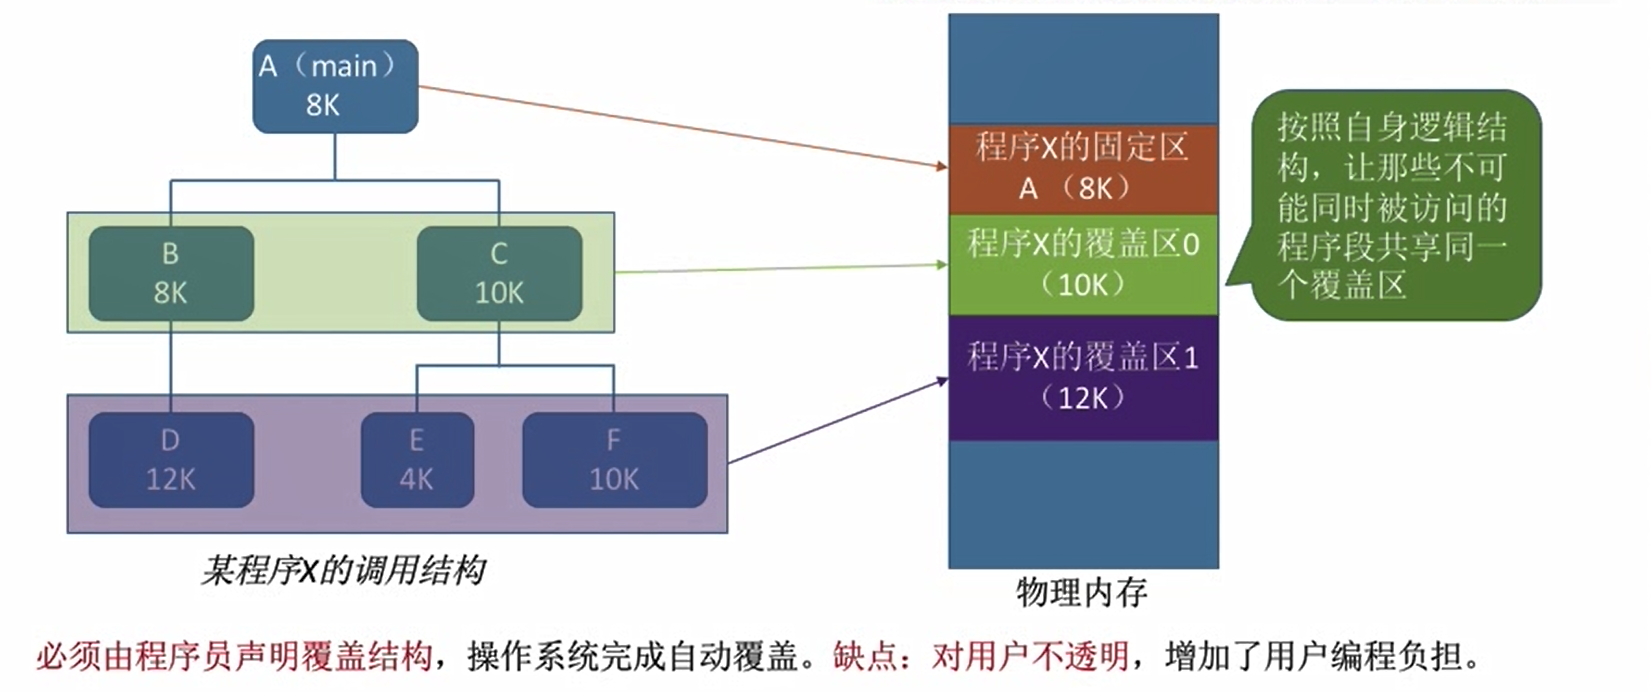 A（main）
8K
B
8K
C
10K
D
12K
E
4K
F
10K
某程序X的调用结构
程序X的固定区
A （8K）
程序X的覆盖区0
（10K）
程序X的覆盖区1
（12K）
物理内存
按照自身逻辑结
构，让那些不可
能同时被访问的
程序段共享同一
个覆盖区
必须由程序员声明覆盖结构，操作系统完成自动覆盖。缺点：对用户不透明，增加了用户编程负担。